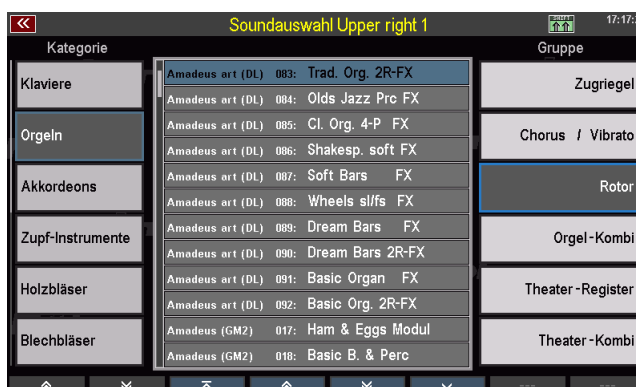 Soundauswahl Upper right 1
17:17:
Kategorie
Gruppe
Klaviere
Orgeln
Akkordeons
Zupf-Instrumente
Holzbläser
Blechbläser
Amadeus art (DL) 083: Trad. Org. 2R-FX
Amadeus art (DL) 084: Olds Jazz Prc FX
Amadeus art (DL) 085: Cl. Org. 4-P FX
Amadeus art (DL) 086: Shakesp. soft FX
Amadeus art (DL) 087: Soft Bars FX
Amadeus art (DL) 088: Wheels sl/fs FX
Amadeus art (DL) 089: Dream Bars FX
Amadeus art (DL) 090: Dream Bars 2R-FX
Amadeus art (DL) 091: Basic Organ FX
Amadeus art (DL) 092: Basic Org. 2R-FX
Amadeus (GM2) 017: Ham & Eggs Modul
Amadeus (GM2) 018: Basic B. & Perc
Zugriegel
Chorus / Vibrato
Rotor
Orgel-Kombi
Theater-Register
Theater-Kombi